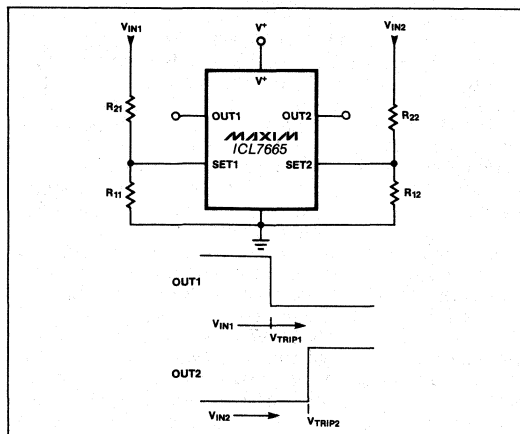 VIN1
V+
VIN2
V+
R21
OUT1
OUT2
R22
MAXIM
ICL7665
SET1
SET2
R11
R12
OUT1
VIN1
VTRIP1
OUT2
VIN2
VTRIP2